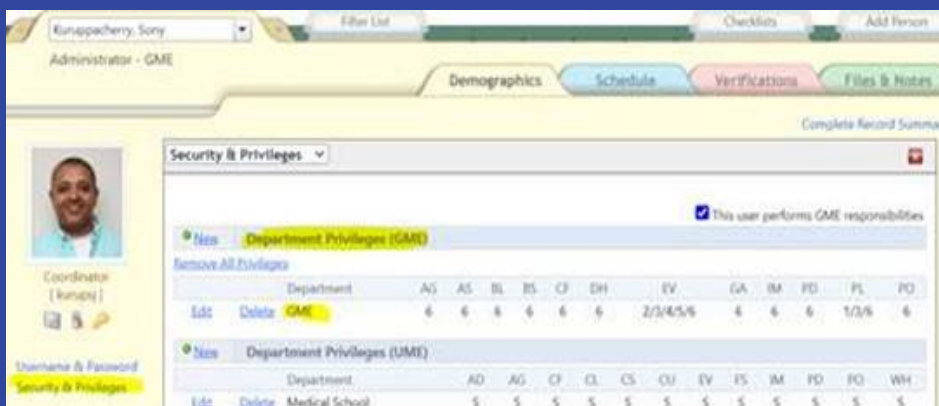 Kuruppacherry, Sony
Filter List
Checklists
Add Person
Administrator - GME
Demographics
Schedule
Verifications
Files & Notes
Complete Record Summa
Security & Privileges
This user performs GME responsibilities
New Department Privileges (GME)
Remove All Privileges
Department AG AS BL BS CF DH EV GA IM PD PL PO
Edit Delete GME 6 6 6 6 6 6 2/3/4/5/6 6 6 6 1/3/6 6
New Department Privileges (UME)
Department AD AG CF CL CS CU EV FS IM PD PO WH
Edit Delete Medical School 5 5 5 5 5 5 5 5 5 5 5 5
Coordinator
Username & Password
Security & Privileges